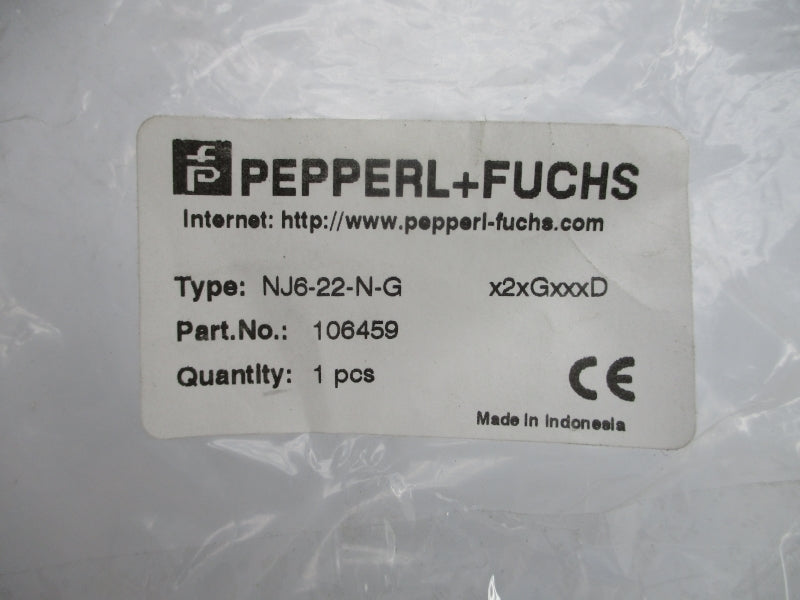 PEPPERL+FUCHS
Internet: http://www.pepperl-fuchs.com
Type: NJ6-22-N-G x2xGxxxD
Part.No.: 106459
Quantity: 1 pcs
CE
Made in Indonesia